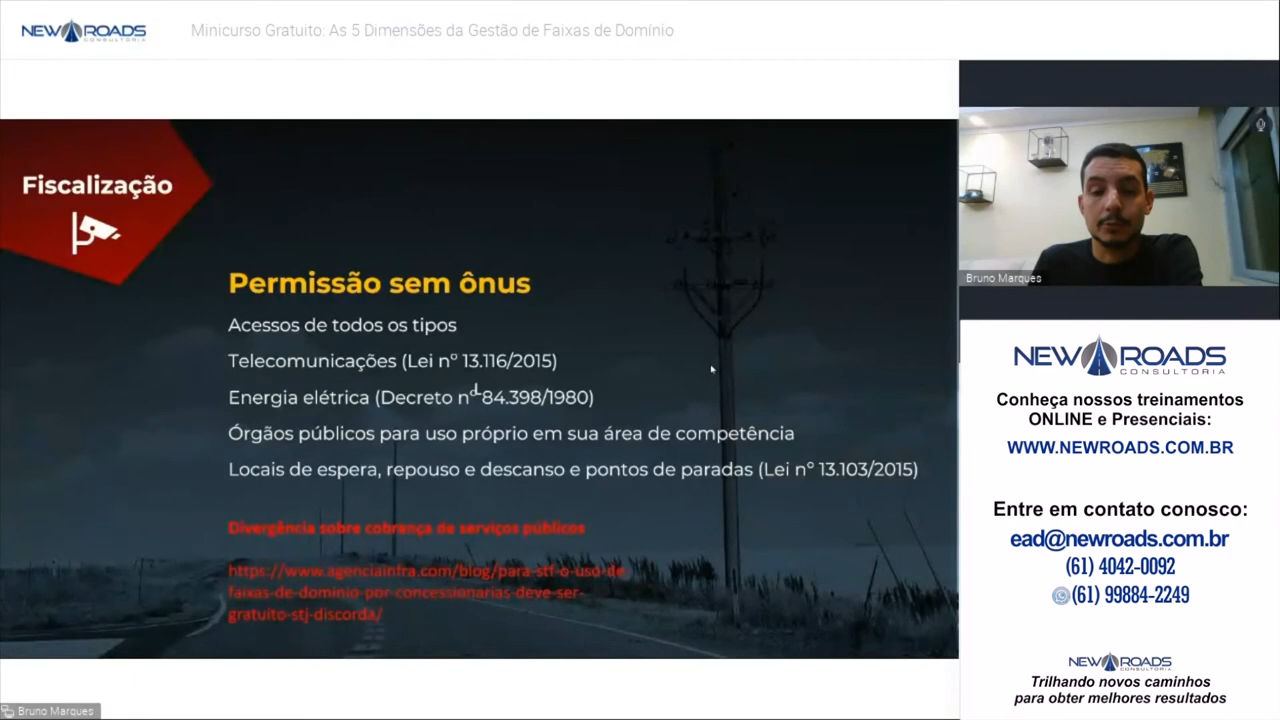 NEW ROADS
CONSULTORIA
Minicurso Gratuito: As 5 Dimensões da Gestão de Faixas de Domínio
Fiscalização
Permissão sem ônus
Acessos de todos os tipos
Telecomunicações (Lei nº 13.116/2015)
Energia elétrica (Decreto nº 84.398/1980)
Órgãos públicos para uso próprio em sua área de competência
Locais de espera, repouso e descanso e pontos de paradas (Lei nº 13.103/2015)
Divergência sobre cobrança de serviços públicos
https://www.agenciainfra.com/blog/para-stf-o-uso-de-
faixas-de-dominio-por-concessionarias-deve-ser-
gratuito-stj-discorda/
Bruno Marques
Bruno Marques
NEW ROADS
CONSULTORIA
Conheça nossos treinamentos
ONLINE e Presenciais:
WWW.NEWROADS.COM.BR
Entre em contato conosco:
ead@newroads.com.br
(61) 4042-0092
(61) 99884-2249
NEW ROADS
CONSULTORIA
Trilhando novos caminhos
para obter melhores resultados